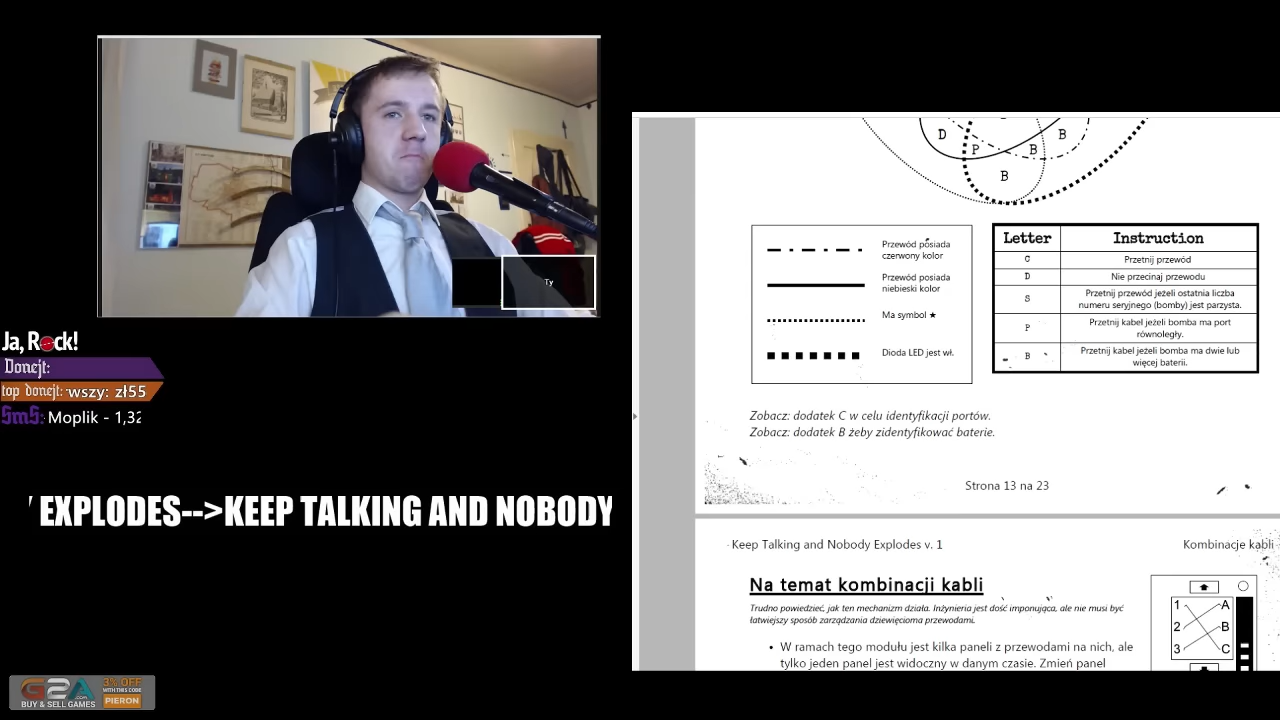 Ty
Ja, Rock!
Donejt:
top donejt: wszy: zł55
SmS: Moplik - 1,32
EXPLODES-->KEEP TALKING AND NOBODY
G2A.com
BUY & SELL GAMES
3% OFF
WITH THIS CODE
PIERON
D
P
B
B
B
Przewód posiada
czerwony kolor
Przewód posiada
niebieski kolor
Ma symbol ★
Dioda LED jest wł.
Letter Instruction
C Przetnij przewód
D Nie przecinaj przewodu
S Przetnij przewód jeżeli ostatnia liczba
numeru seryjnego (bomby) jest parzysta.
P Przetnij kabel jeżeli bomba ma port
równoległy.
B Przetnij kabel jeżeli bomba ma dwie lub
więcej baterii.
Zobacz: dodatek C w celu identyfikacji portów.
Zobacz: dodatek B żeby zidentyfikować baterie.
Strona 13 na 23
Keep Talking and Nobody Explodes v. 1
Kombinacje kabli
Na temat kombinacji kabli
Trudno powiedzieć, jak ten mechanizm działa. Inżynieria jest dość imponująca, ale nie musi być
łatwiejszy sposób zarządzania dziewięcioma przewodami.
• W ramach tego modułu jest kilka paneli z przewodami na nich, ale
tylko jeden panel jest widoczny w danym czasie. Zmień panel
1 A
2 B
3 C